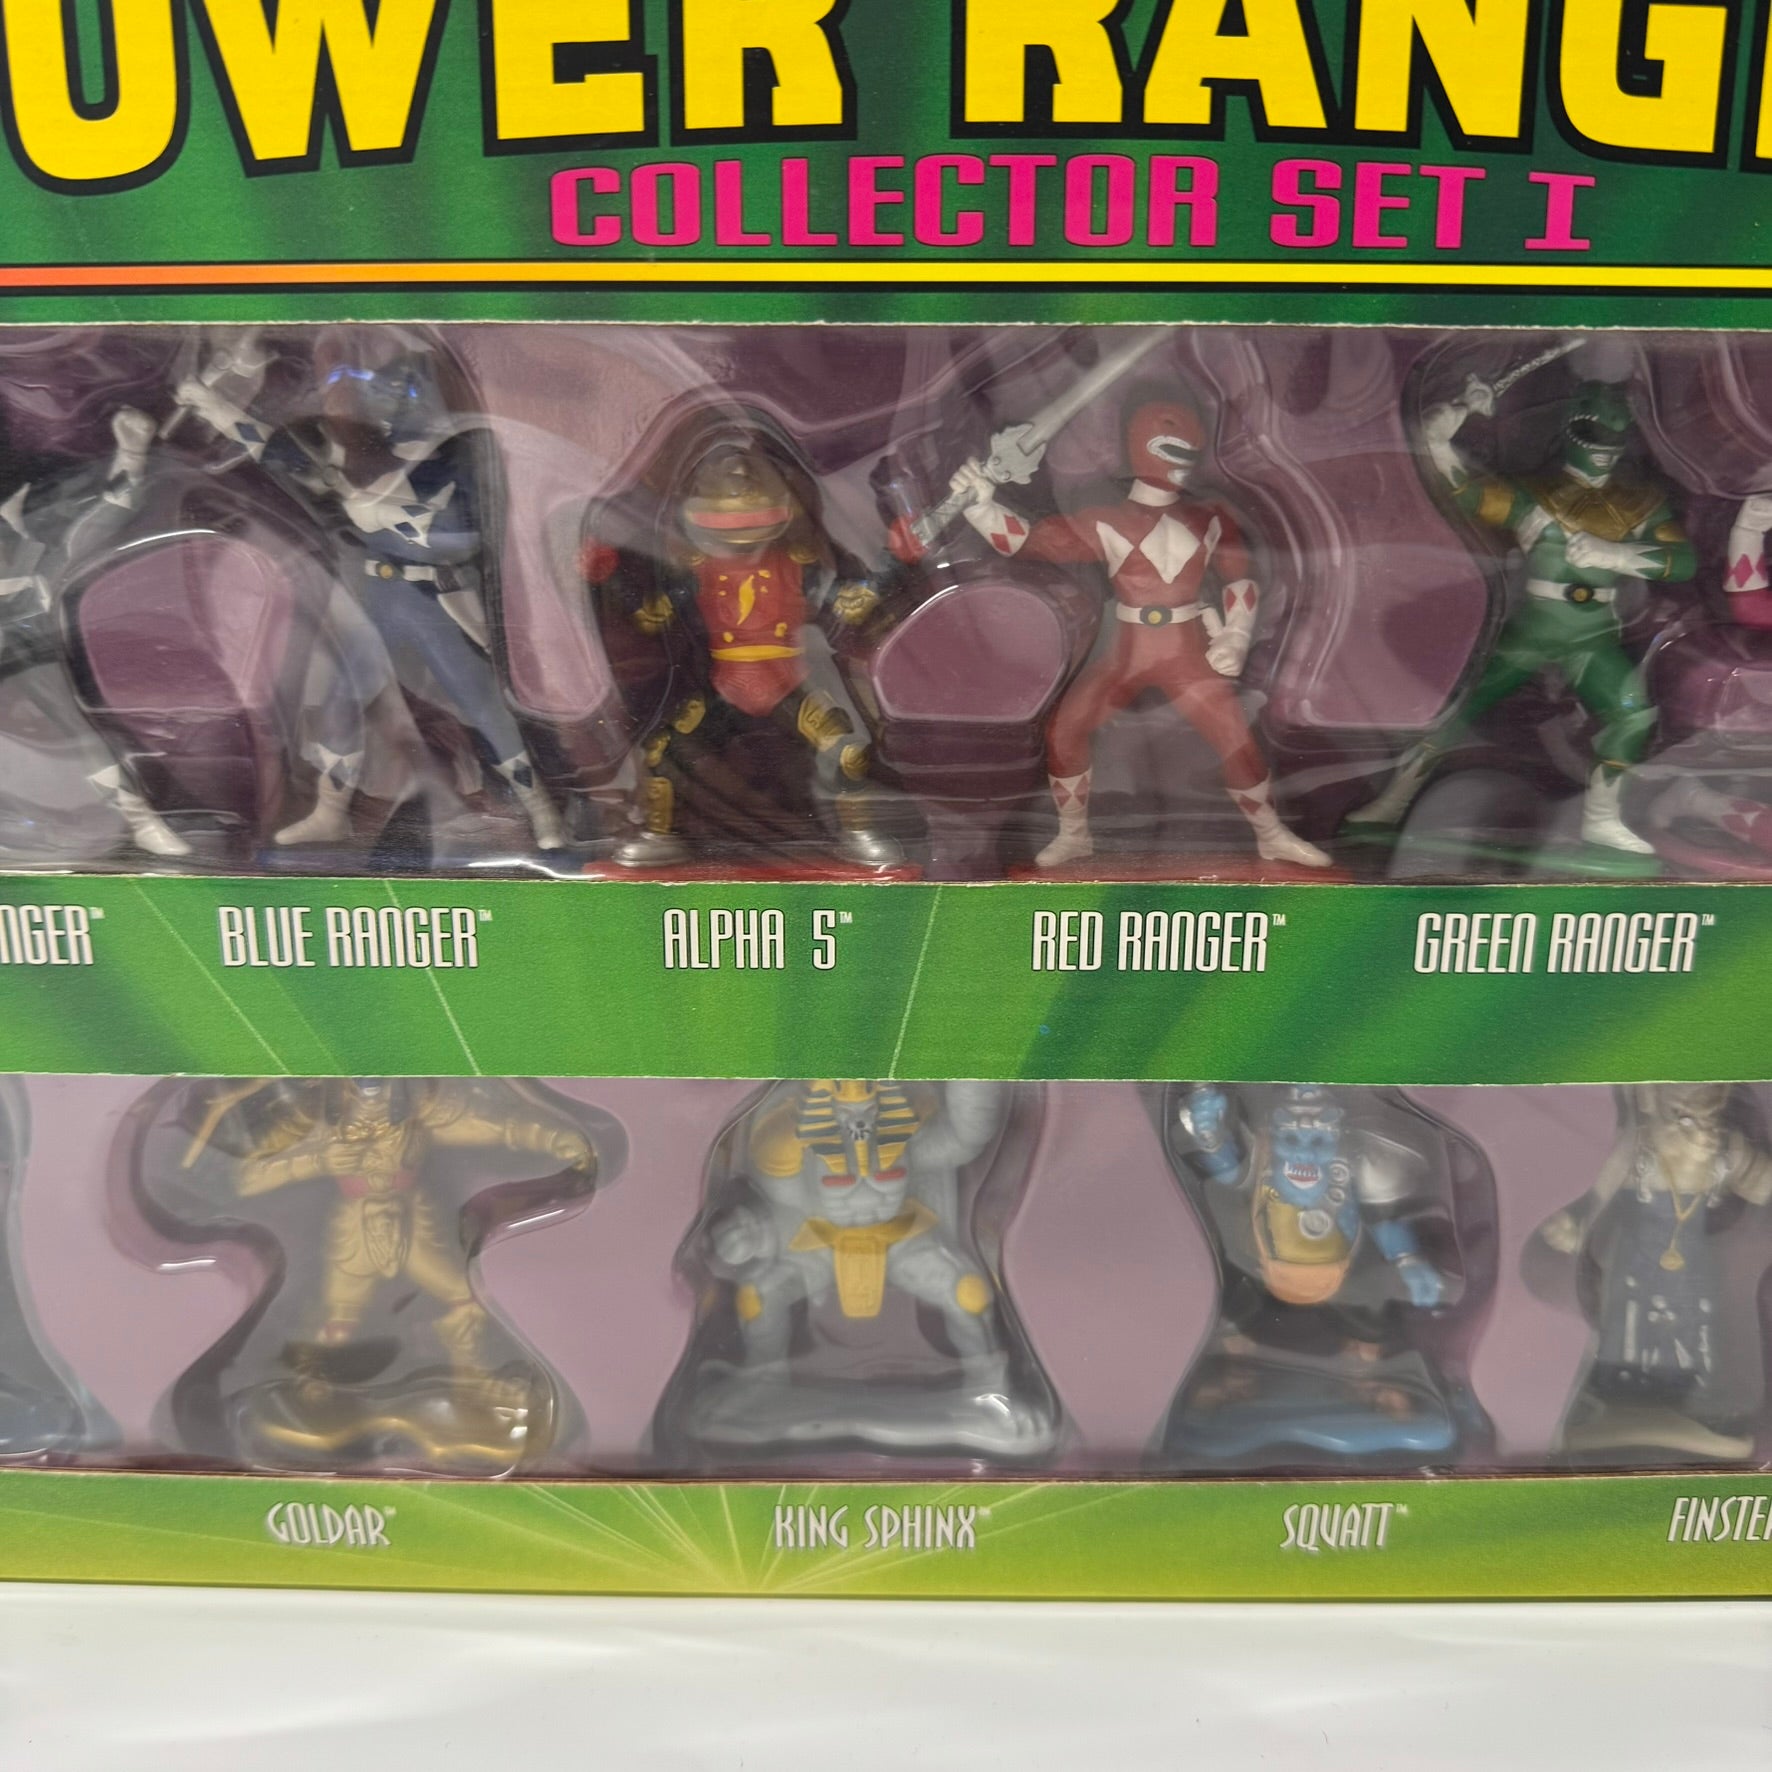 OWER RANG
COLLECTOR SET I
NGER™ BLUE RANGER™ ALPHA 5™ RED RANGER™ GREEN RANGER™
GOLDAR™ KING SPHINX™ SQUATT™ FINSTE